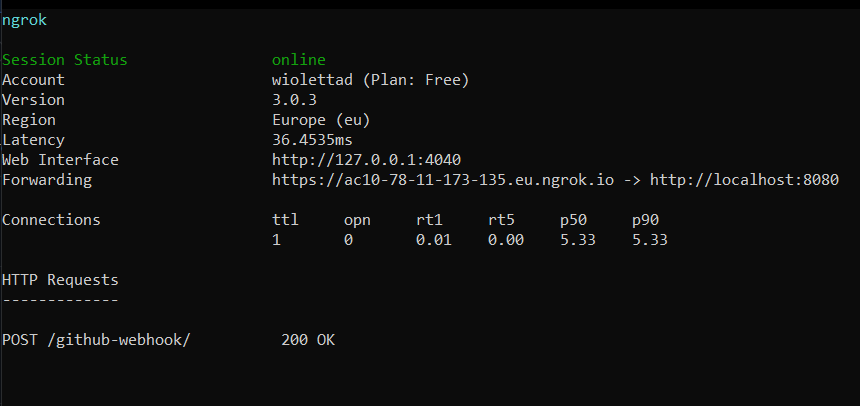 ngrok
Session Status online
Account wiolettad (Plan: Free)
Version 3.0.3
Region Europe (eu)
Latency 36.4535ms
Web Interface http://127.0.0.1:4040
Forwarding https://ac10-78-11-173-135.eu.ngrok.io -> http://localhost:8080
Connections ttl opn rt1 rt5 p50 p90
1 0 0.01 0.00 5.33 5.33
HTTP Requests
-------------
POST /github-webhook/ 200 OK